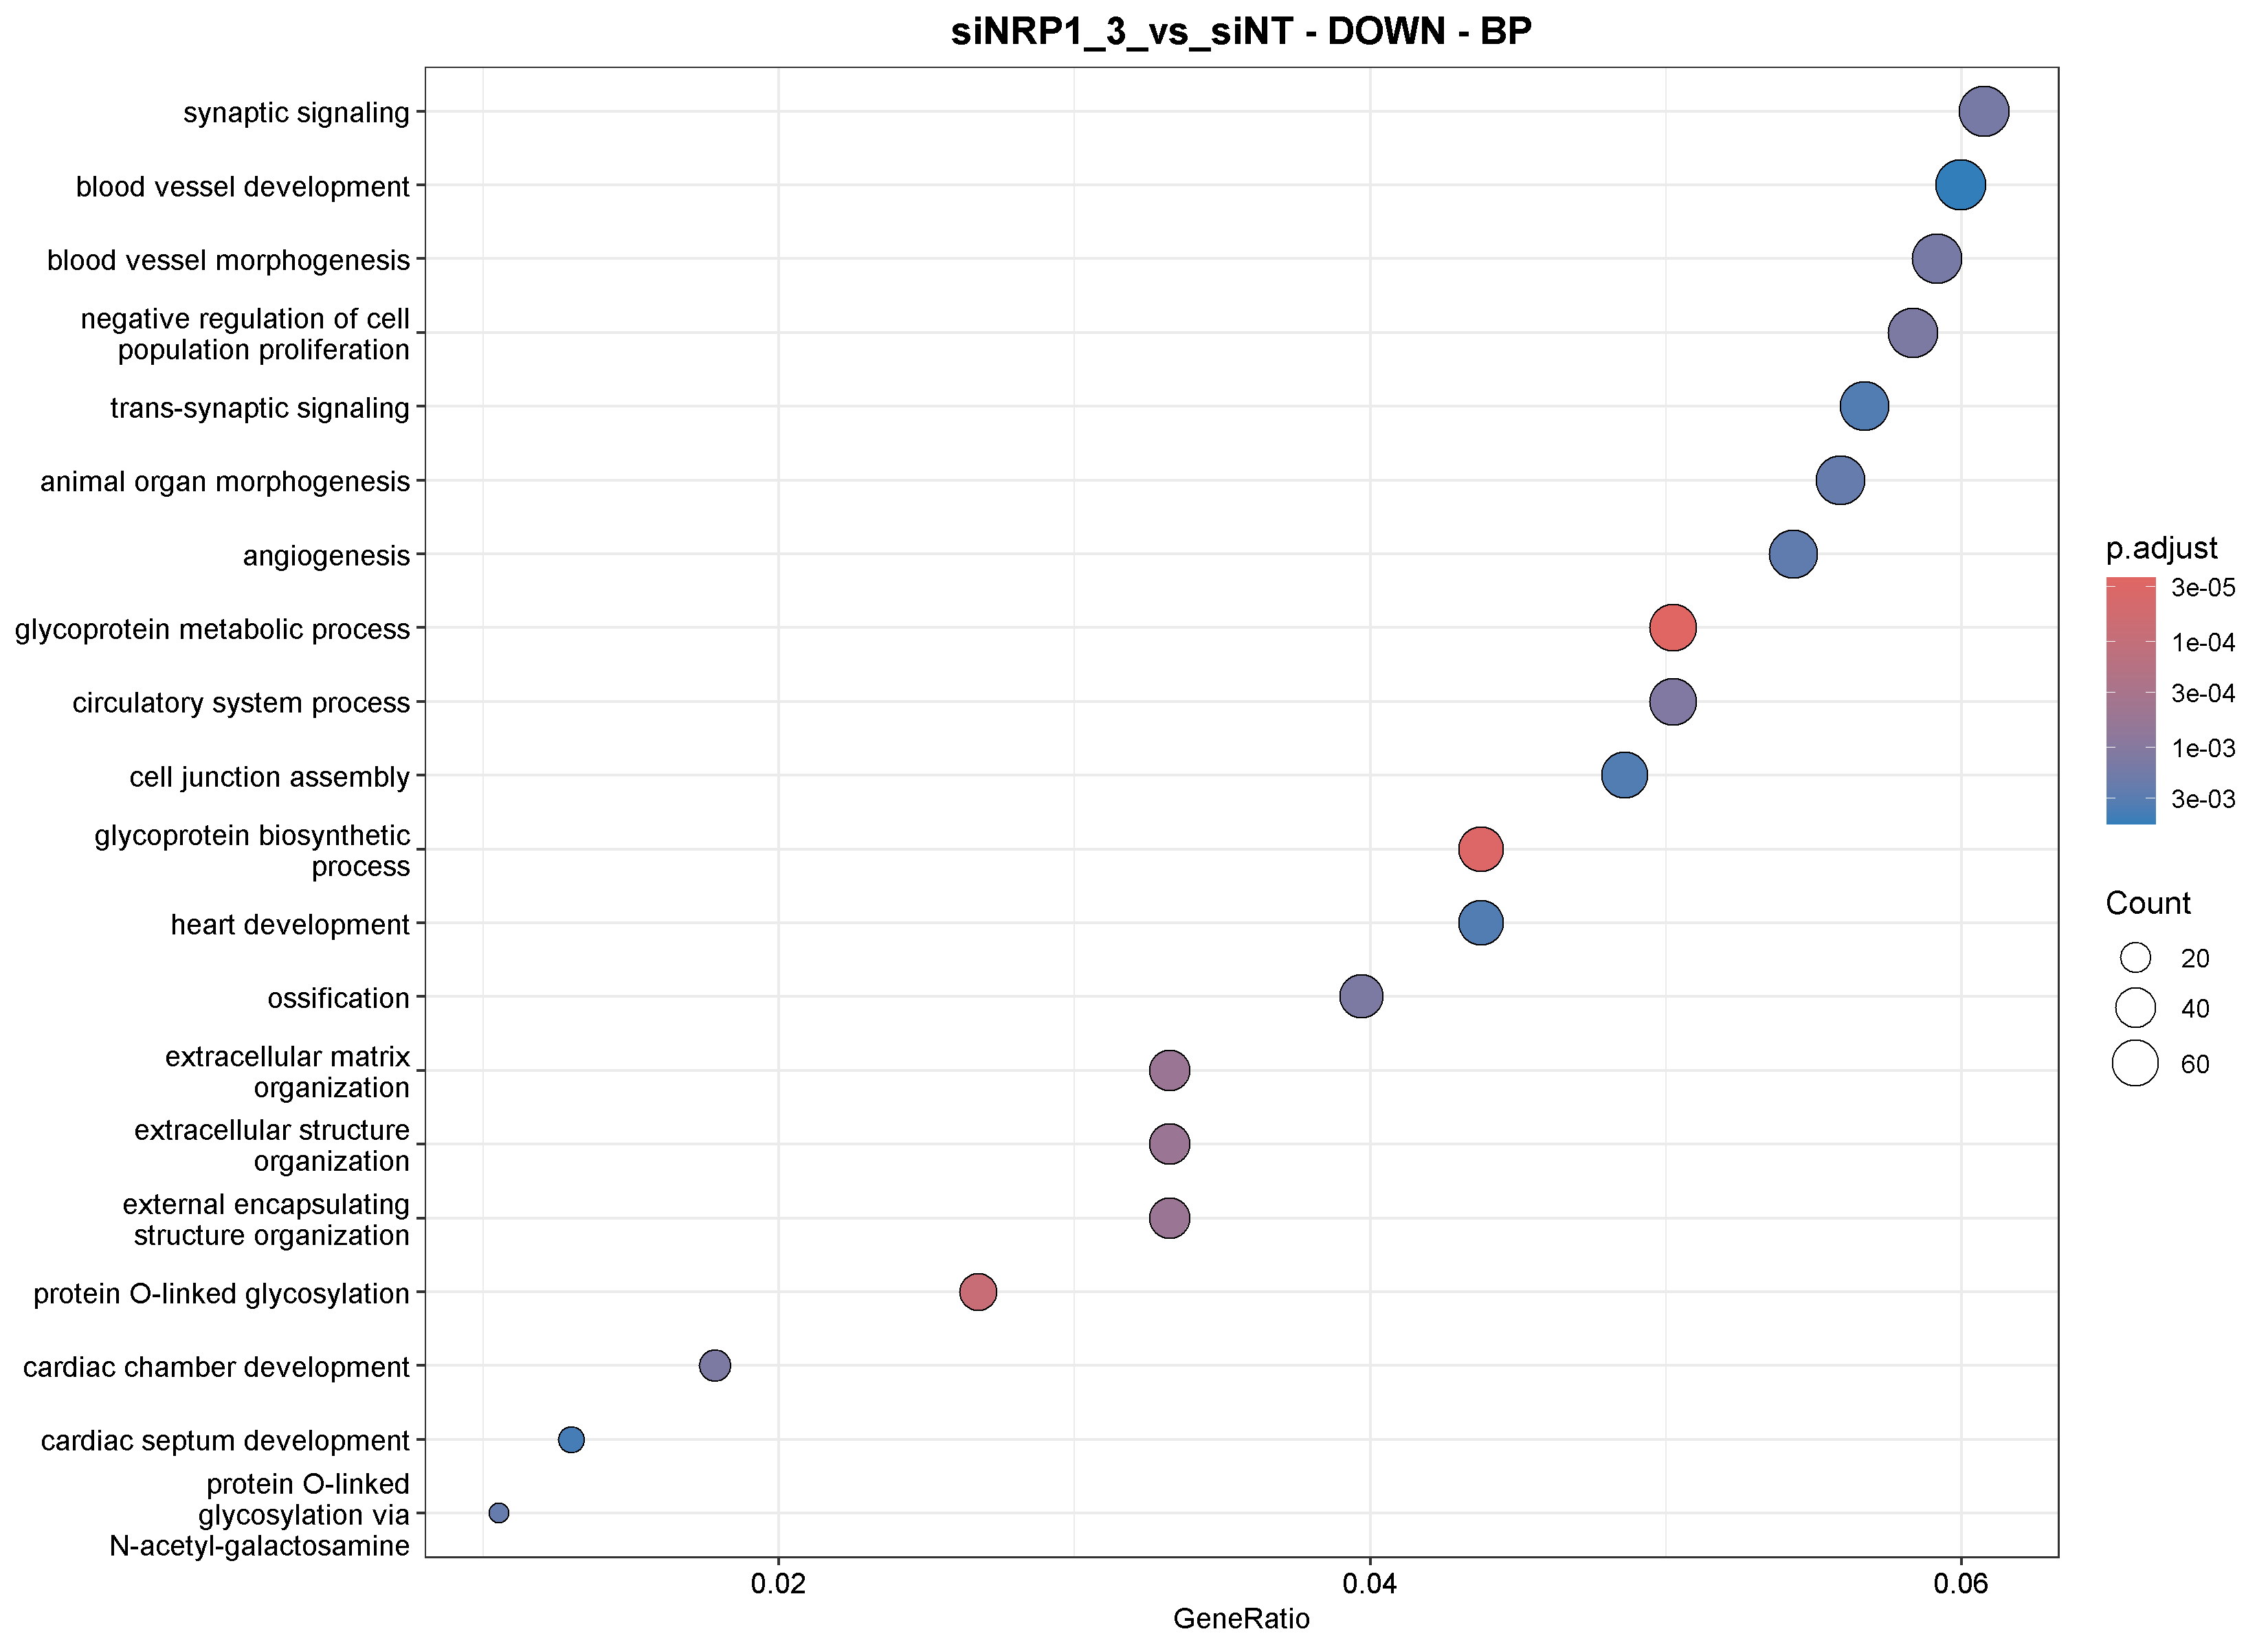 siNRP1_3_vs_siNT - DOWN - BP
synaptic signaling
blood vessel development
blood vessel morphogenesis
negative regulation of cell
population proliferation
trans-synaptic signaling
animal organ morphogenesis
angiogenesis
glycoprotein metabolic process
circulatory system process
cell junction assembly
glycoprotein biosynthetic
process
heart development
ossification
extracellular matrix
organization
extracellular structure
organization
external encapsulating
structure organization
protein O-linked glycosylation
cardiac chamber development
cardiac septum development
protein O-linked
glycosylation via
N-acetyl-galactosamine
0.02
0.04
0.06
GeneRatio
p.adjust
3e-05
1e-04
3e-04
1e-03
3e-03
Count
20
40
60